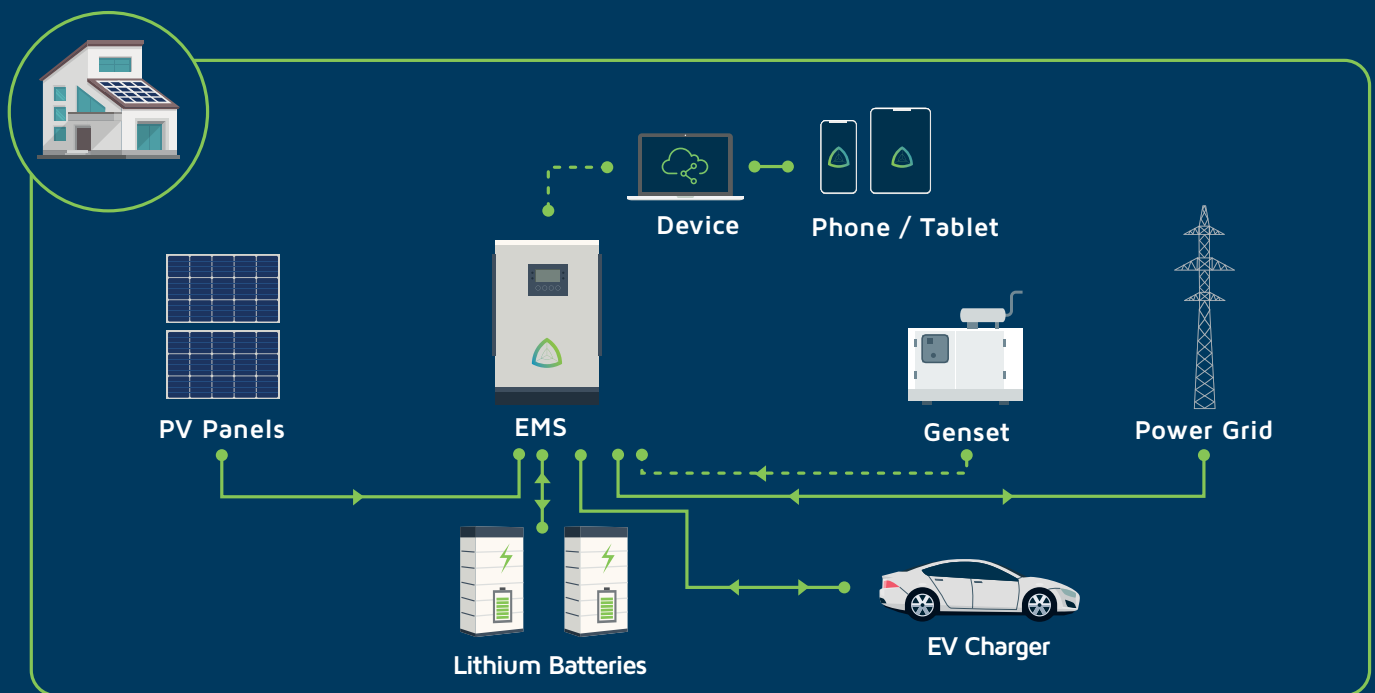 Device
Phone / Tablet
PV Panels
EMS
Genset
Power Grid
Lithium Batteries
EV Charger